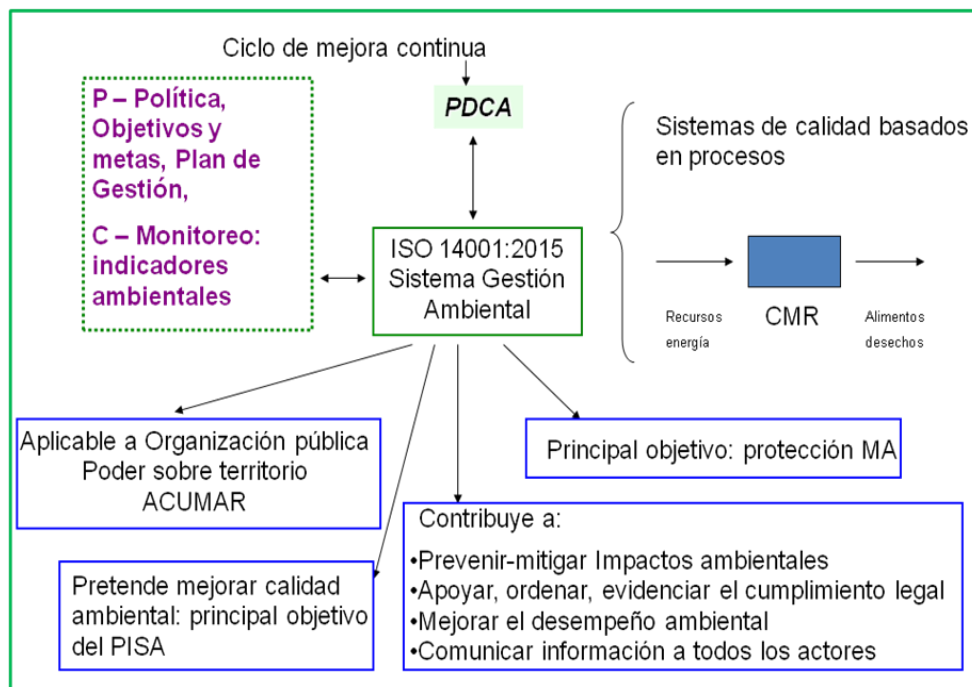 Ciclo de mejora continua
PDCA
P – Política,
Objetivos y
metas, Plan de
Gestión,
C – Monitoreo:
indicadores
ambientales
ISO 14001:2015
Sistema Gestión
Ambiental
Sistemas de calidad basados
en procesos
Recursos
energía
CMR
Alimentos
desechos
Aplicable a Organización pública
Poder sobre territorio
ACUMAR
Principal objetivo: protección MA
Pretende mejorar calidad
ambiental: principal objetivo
del PISA
Contribuye a:
•Prevenir-mitigar Impactos ambientales
•Apoyar, ordenar, evidenciar el cumplimiento legal
•Mejorar el desempeño ambiental
•Comunicar información a todos los actores